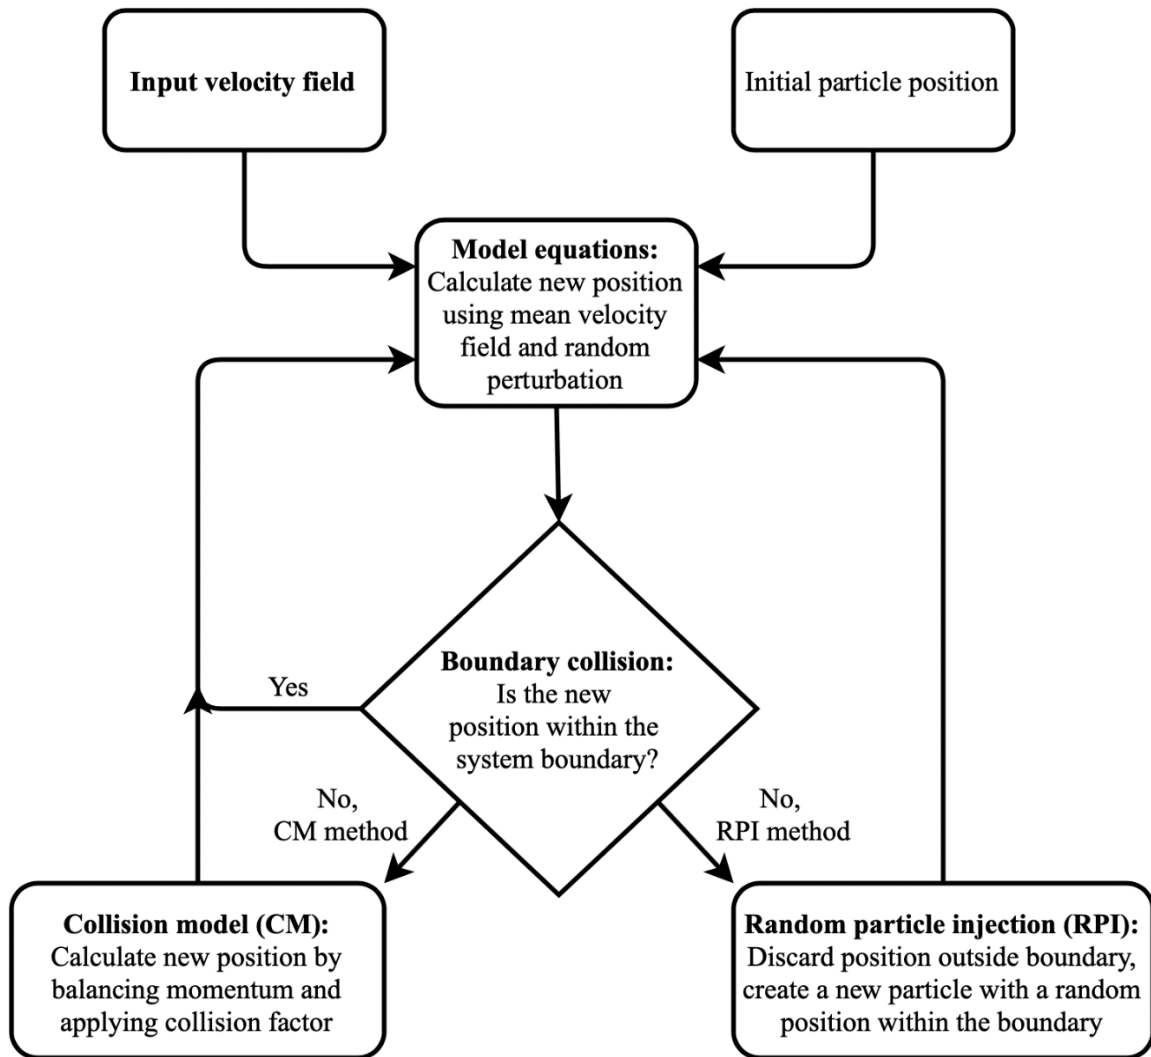 Input velocity field
Initial particle position
Model equations:
Calculate new position
using mean velocity
field and random
perturbation
Boundary collision:
Is the new
position within the
system boundary?
Yes
No,
CM method
No,
RPI method
Collision model (CM):
Calculate new position by
balancing momentum and
applying collision factor
Random particle injection (RPI):
Discard position outside boundary,
create a new particle with a random
position within the boundary